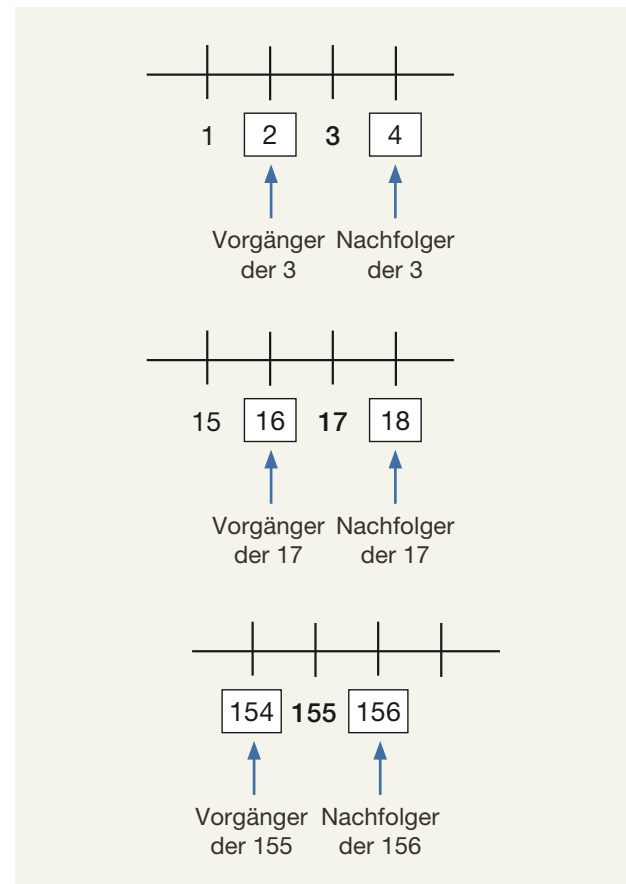 1 2 3 4
Vorgänger Nachfolger
der 3 der 3
15 16 17 18
Vorgänger Nachfolger
der 17 der 17
154 155 156
Vorgänger Nachfolger
der 155 der 156